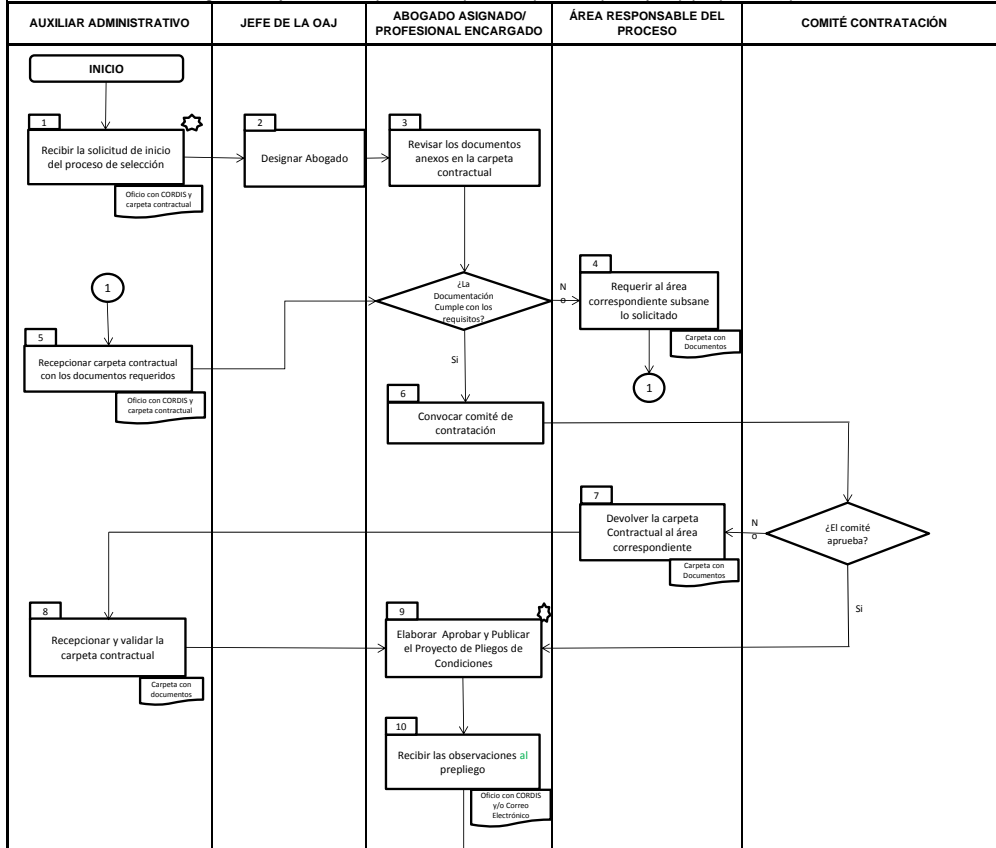 AUXILIAR ADMINISTRATIVO
JEFE DE LA OAJ
ABOGADO ASIGNADO/
PROFESIONAL ENCARGADO
ÁREA RESPONSABLE DEL
PROCESO
COMITÉ CONTRATACIÓN
INICIO
1
Recibir la solicitud de inicio
del proceso de selección
Oficio con CORDIS y
carpeta contractual
2
Designar Abogado
3
Revisar los documentos
anexos en la carpeta
contractual
¿La
Documentación
Cumple con los
requisitos?
N
o
Si
4
Requerir al área
correspondiente subsane
lo solicitado
Carpeta con
Documentos
1
1
5
Recepcionar carpeta contractual
con los documentos requeridos
Oficio con CORDIS y
carpeta contractual
6
Convocar comité de
contratación
¿El comité
aprueba?
N
o
Si
7
Devolver la carpeta
Contractual al área
correspondiente
Carpeta con
Documentos
8
Recepcionar y validar la
carpeta contractual
Carpeta con
documentos
9
Elaborar Aprobar y Publicar
el Proyecto de Pliegos de
Condiciones
10
Recibir las observaciones al
prepliego
Oficio con CORDIS
y/o Correo
Electrónico